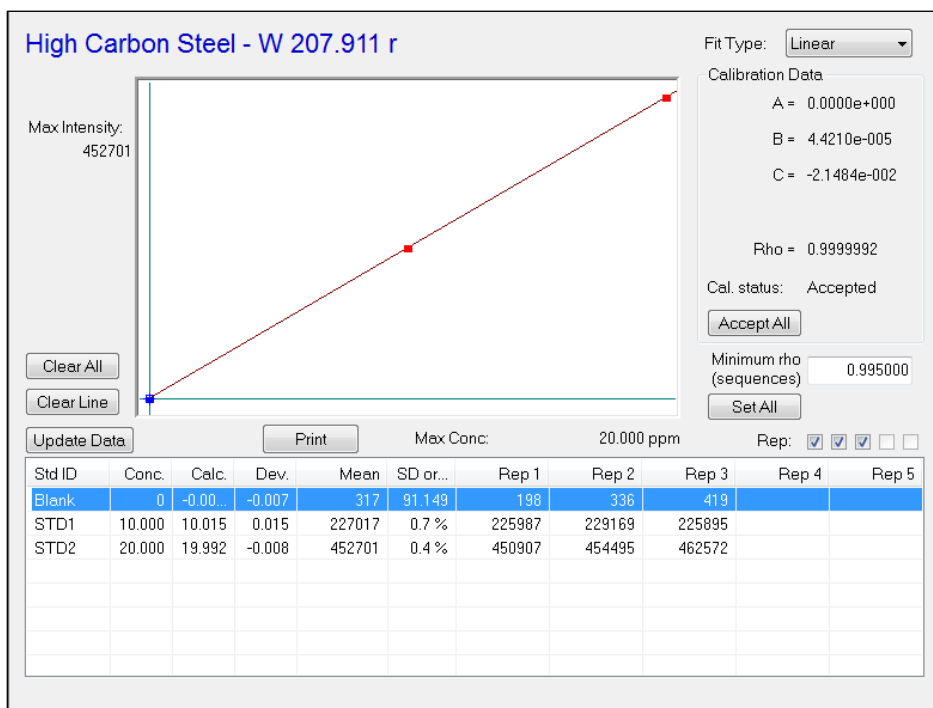 High Carbon Steel - W 207.911 r
Fit Type: Linear
Calibration Data
A = 0.0000e+000
Max Intensity:
452701
B = 4.4210e-005
C = -2.1484e-002
Rho = 0.9999992
Cal. status: Accepted
Accept All
Clear All
Minimum rho
(sequences) 0.995000
Clear Line
Set All
Update Data Print Max Conc: 20.000 ppm Rep:
Std ID Conc. Calc. Dev. Mean SD or... Rep 1 Rep 2 Rep 3 Rep 4 Rep 5
Blank 0 -0.00... -0.007 317 91.149 198 336 419
STD1 10.000 10.015 0.015 227017 0.7 % 225987 229169 225895
STD2 20.000 19.992 -0.008 452701 0.4 % 450907 454495 462572